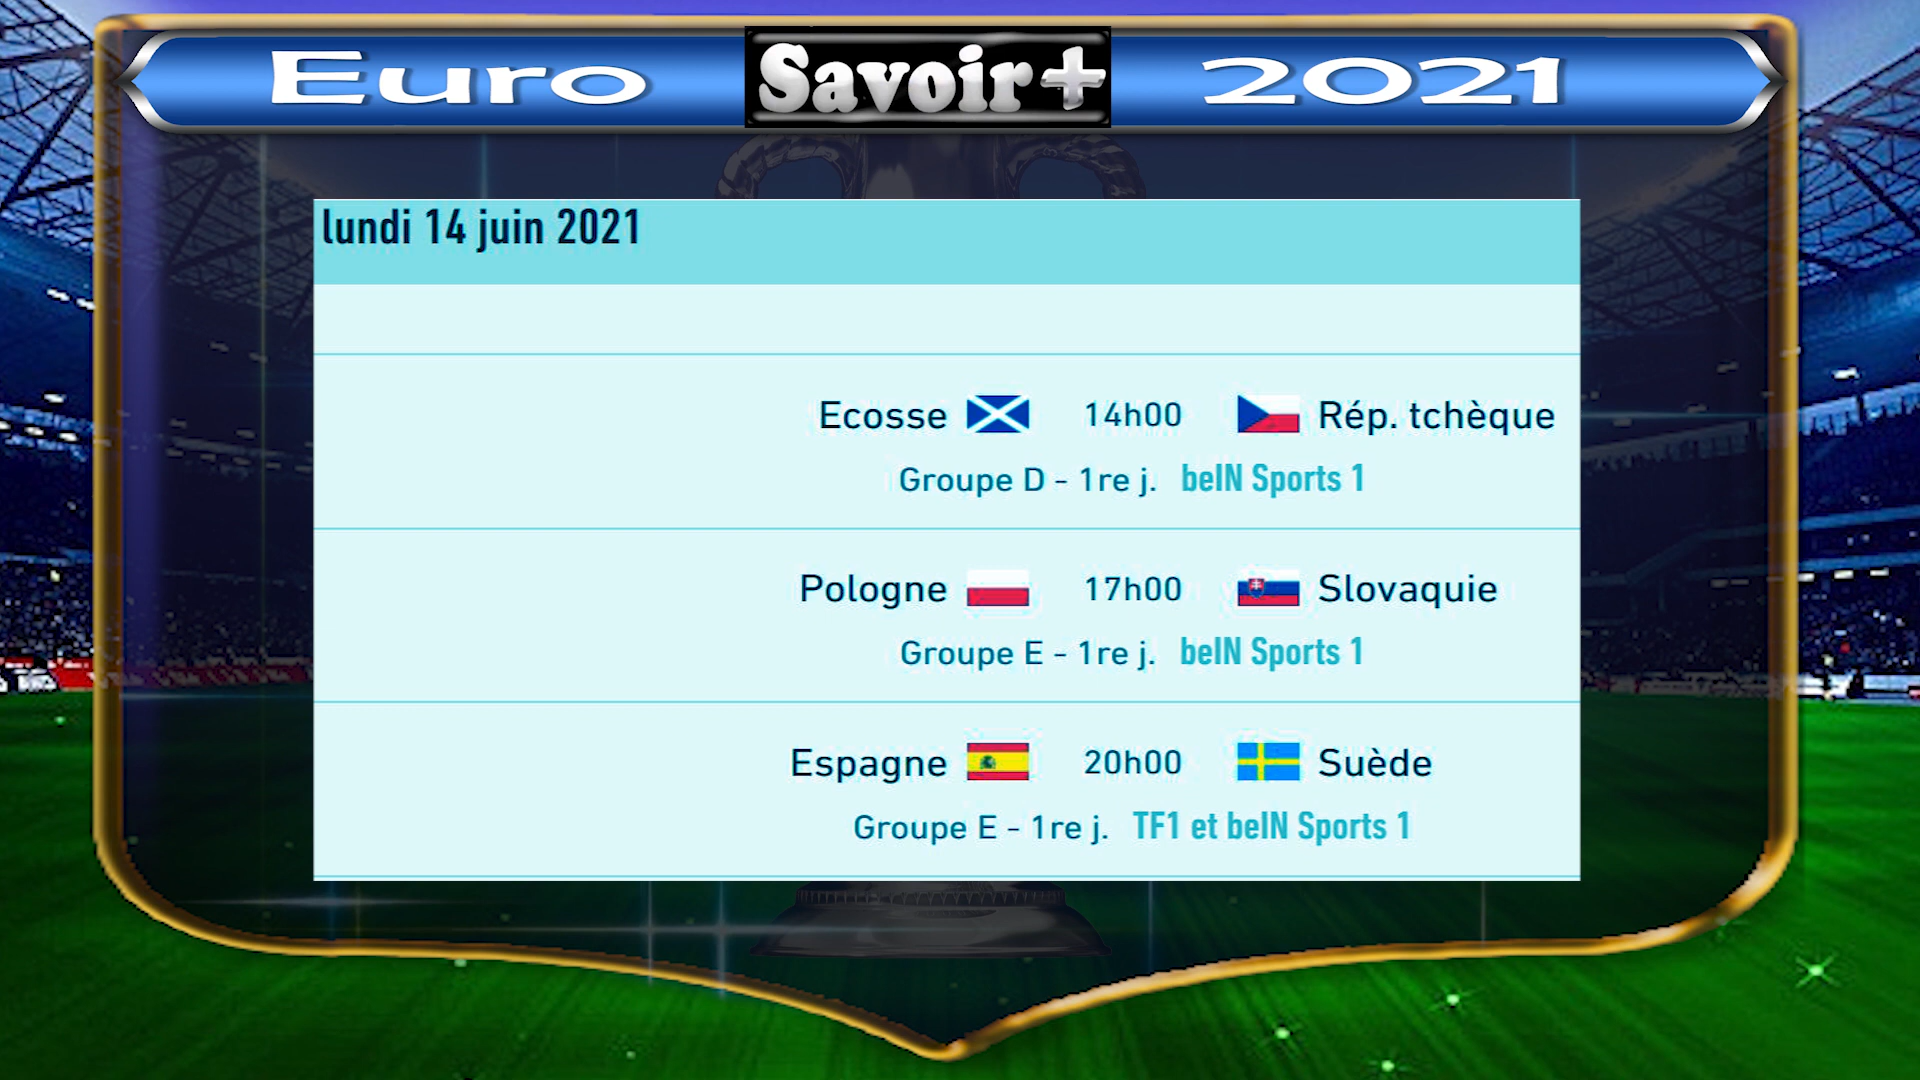 Euro Savoir+ 2021
lundi 14 juin 2021
Ecosse 14h00 Rép. tchèque
Groupe D - 1re j. beIN Sports 1
Pologne 17h00 Slovaquie
Groupe E - 1re j. beIN Sports 1
Espagne 20h00 Suède
Groupe E - 1re j. TF1 et beIN Sports 1